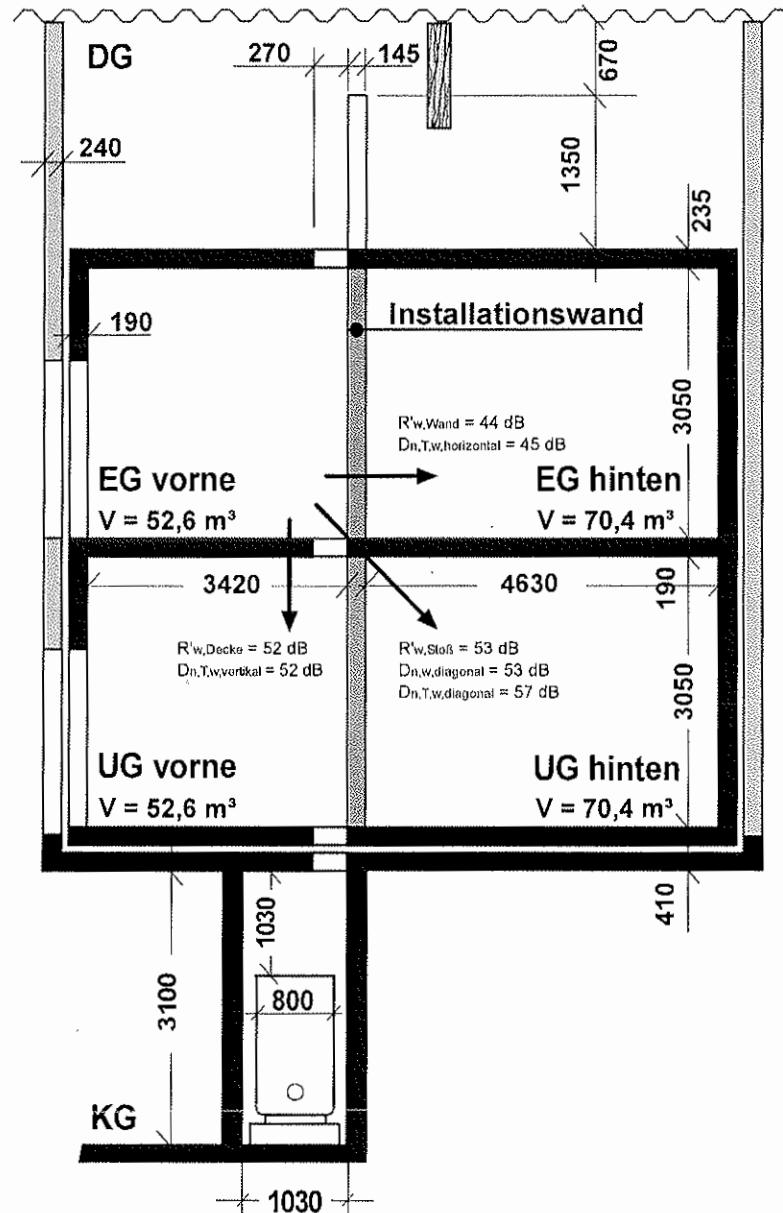 DG
270
145
670
240
1350
235
Installationswand
190
R'w,Wand = 44 dB
Dn,T,w,horizontal = 45 dB
3050
EG vorne
V = 52,6 m³
EG hinten
V = 70,4 m³
3420
4630
190
R'w,Decke = 52 dB
Dn,T,w,vertikal = 52 dB
R'w,Stoß = 53 dB
Dn,w,diagonal = 53 dB
Dn,T,w,diagonal = 57 dB
3050
UG vorne
V = 52,6 m³
UG hinten
V = 70,4 m³
410
1030
3100
800
KG
1030